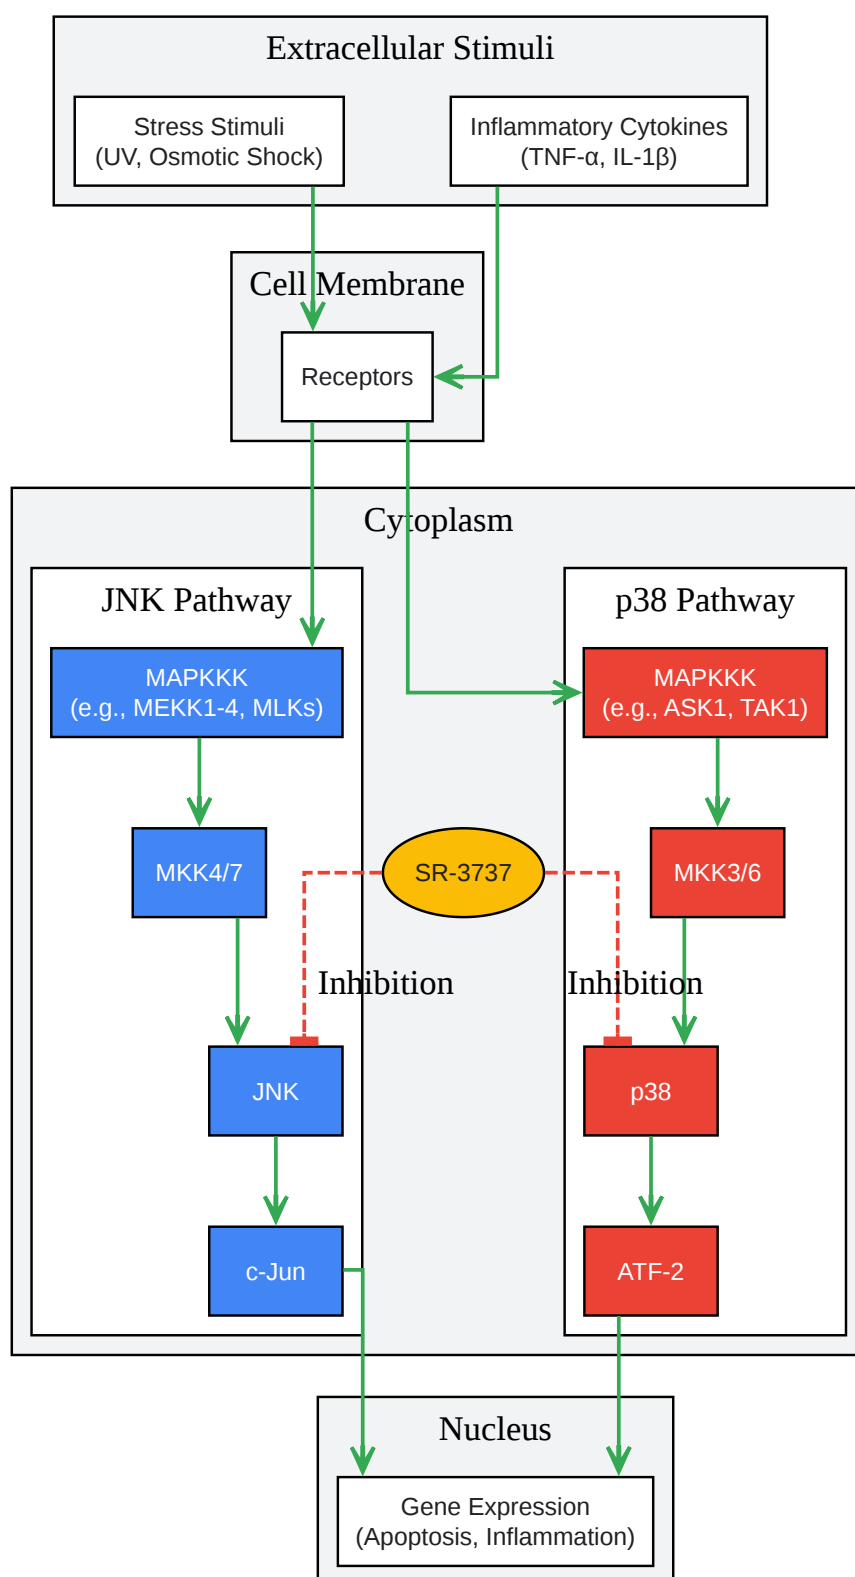 Extracellular Stimuli
Stress Stimuli
(UV, Osmotic Shock)
Inflammatory Cytokines
(TNF-α, IL-1β)
Cell Membrane
Receptors
Cytoplasm
JNK Pathway
p38 Pathway
MAPKKK
(e.g., MEKK1-4, MLKs)
MAPKKK
(e.g., ASK1, TAK1)
MKK4/7
SR-3737
MKK3/6
Inhibition
Inhibition
JNK
p38
c-Jun
ATF-2
Nucleus
Gene Expression
(Apoptosis, Inflammation)